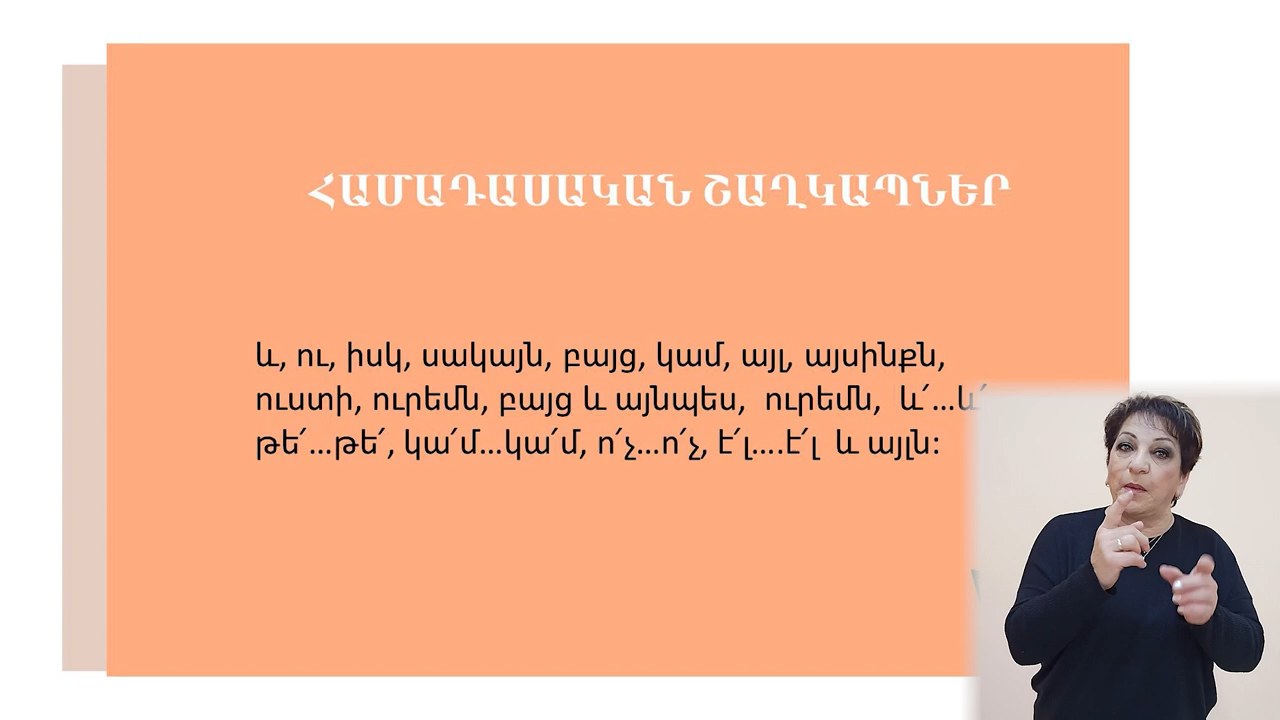 ՀԱՄԱԴԱՍԱԿԱՆ ՇԱՂԿԱՊՆԵՐ
և, ու, իսկ, սակայն, բայց, կամ, այլ, այսինքն,
ուստի, ուրեմն, բայց և այնպես,  ուրեմն,  և՛...և՛
թե՛...թե՛, կա՛մ...կա՛մ, ո՛չ...ո՛չ, է՛լ....է՛լ  և այլն: